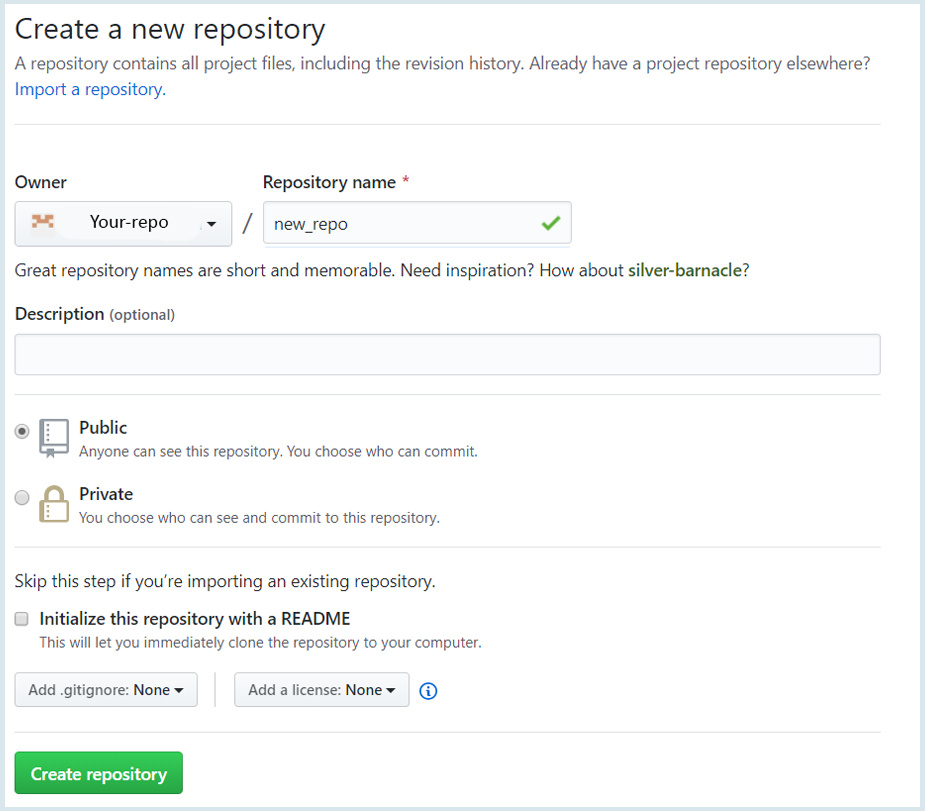 Create a new repository
A repository contains all project files, including the revision history. Already have a project repository elsewhere?
Import a repository.
Owner
Repository name *
Your-repo
/
new_repo
Great repository names are short and memorable. Need inspiration? How about silver-barnacle?
Description (optional)
Public
Anyone can see this repository. You choose who can commit.
Private
You choose who can see and commit to this repository.
Skip this step if you’re importing an existing repository.
Initialize this repository with a README
This will let you immediately clone the repository to your computer.
Add .gitignore: None
Add a license: None
Create repository